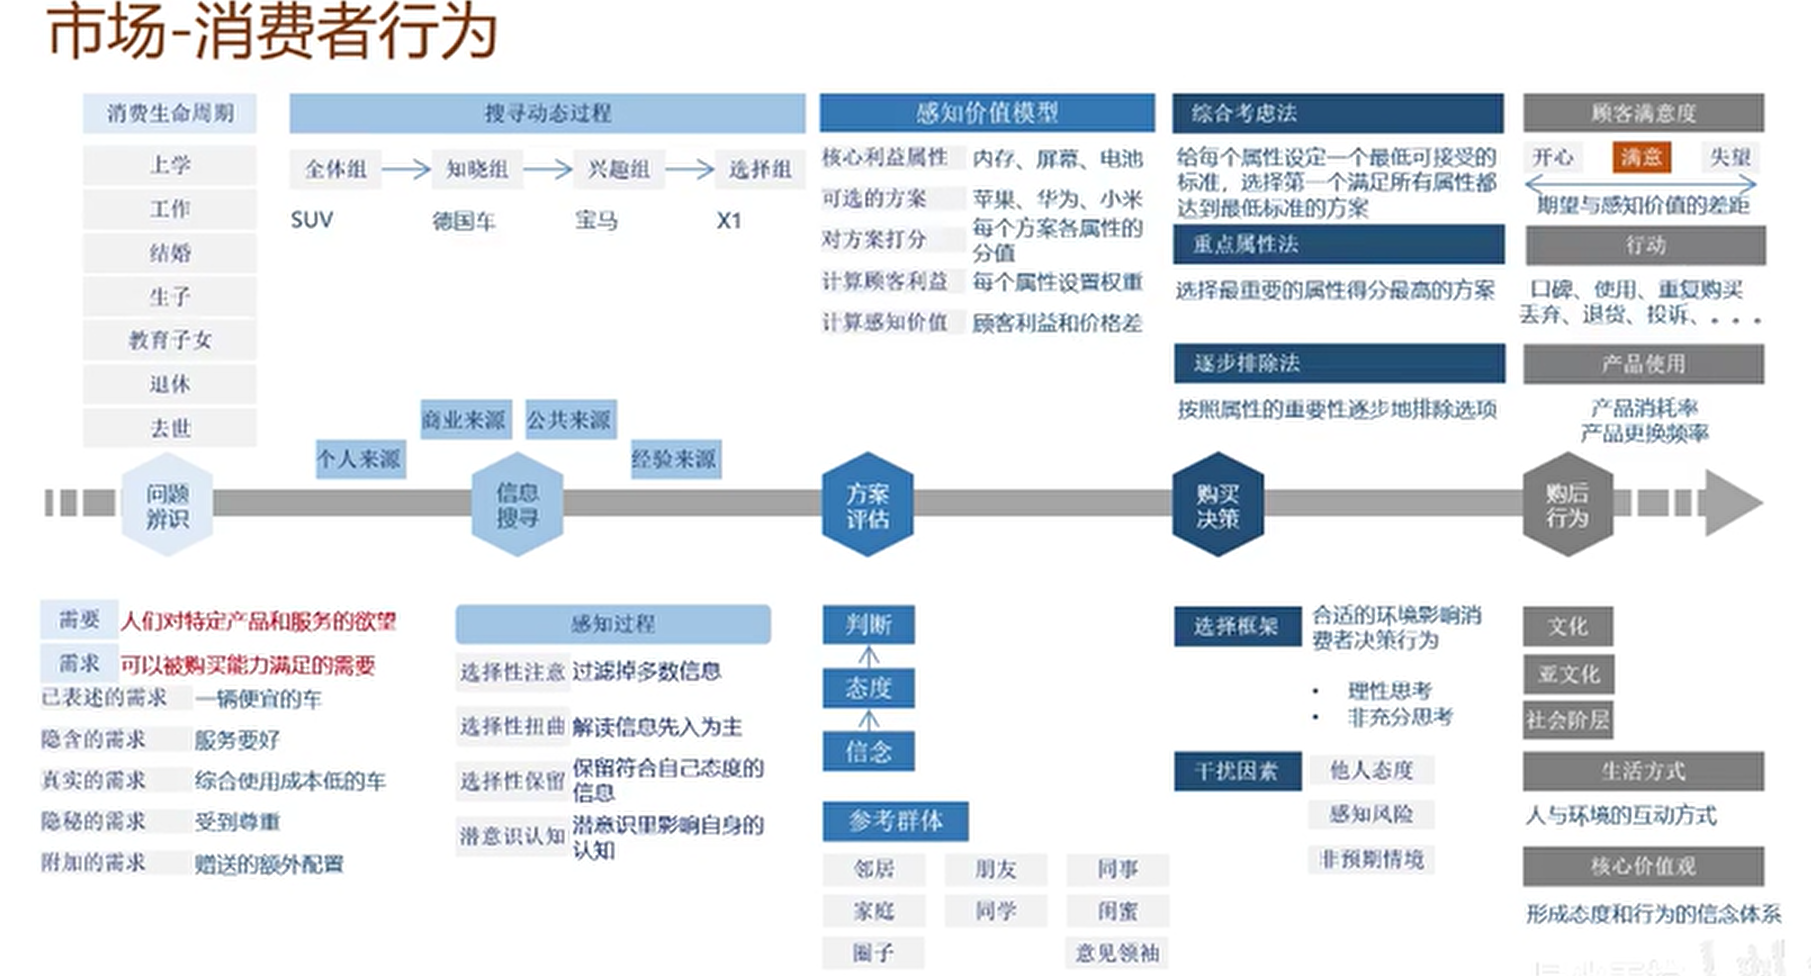 市场-消费者行为
消费生命周期
上学
工作
结婚
生子
教育子女
退休
去世
搜寻动态过程
全体组
知晓组
兴趣组
选择组
SUV
德国车
宝马
X1
商业来源
公共来源
个人来源
经验来源
感知价值模型
核心利益属性
内存、屏幕、电池
可选的方案
苹果、华为、小米
对方案打分
每个方案各属性的
分值
计算顾客利益
每个属性设置权重
计算感知价值
顾客利益和价格差
综合考虑法
给每个属性设定一个最低可接受的
标准，选择第一个满足所有属性都
达到最低标准的方案
重点属性法
选择最重要的属性得分最高的方案
逐步排除法
按照属性的重要性逐步地排除选项
顾客满意度
开心
满意
失望
期望与感知价值的差距
行动
口碑、使用、重复购买
丢弃、退货、投诉、。。。
产品使用
产品消耗率
产品更换频率
问题
辨识
信息
搜寻
方案
评估
购买
决策
购后
行为
需要
人们对特定产品和服务的欲望
需求
可以被购买能力满足的需要
已表述的需求
一辆便宜的车
隐含的需求
服务要好
真实的需求
综合使用成本低的车
隐秘的需求
受到尊重
附加的需求
赠送的额外配置
感知过程
选择性注意
过滤掉多数信息
选择性扭曲
解读信息先入为主
选择性保留
保留符合自己态度的
信息
潜意识认知
潜意识里影响自身的
认知
判断
态度
信念
参考群体
邻居
朋友
同事
家庭
同学
闺蜜
圈子
意见领袖
选择框架
合适的环境影响消
费者决策行为
• 理性思考
• 非充分思考
干扰因素
他人态度
感知风险
非预期情境
文化
亚文化
社会阶层
生活方式
人与环境的互动方式
核心价值观
形成态度和行为的信念体系